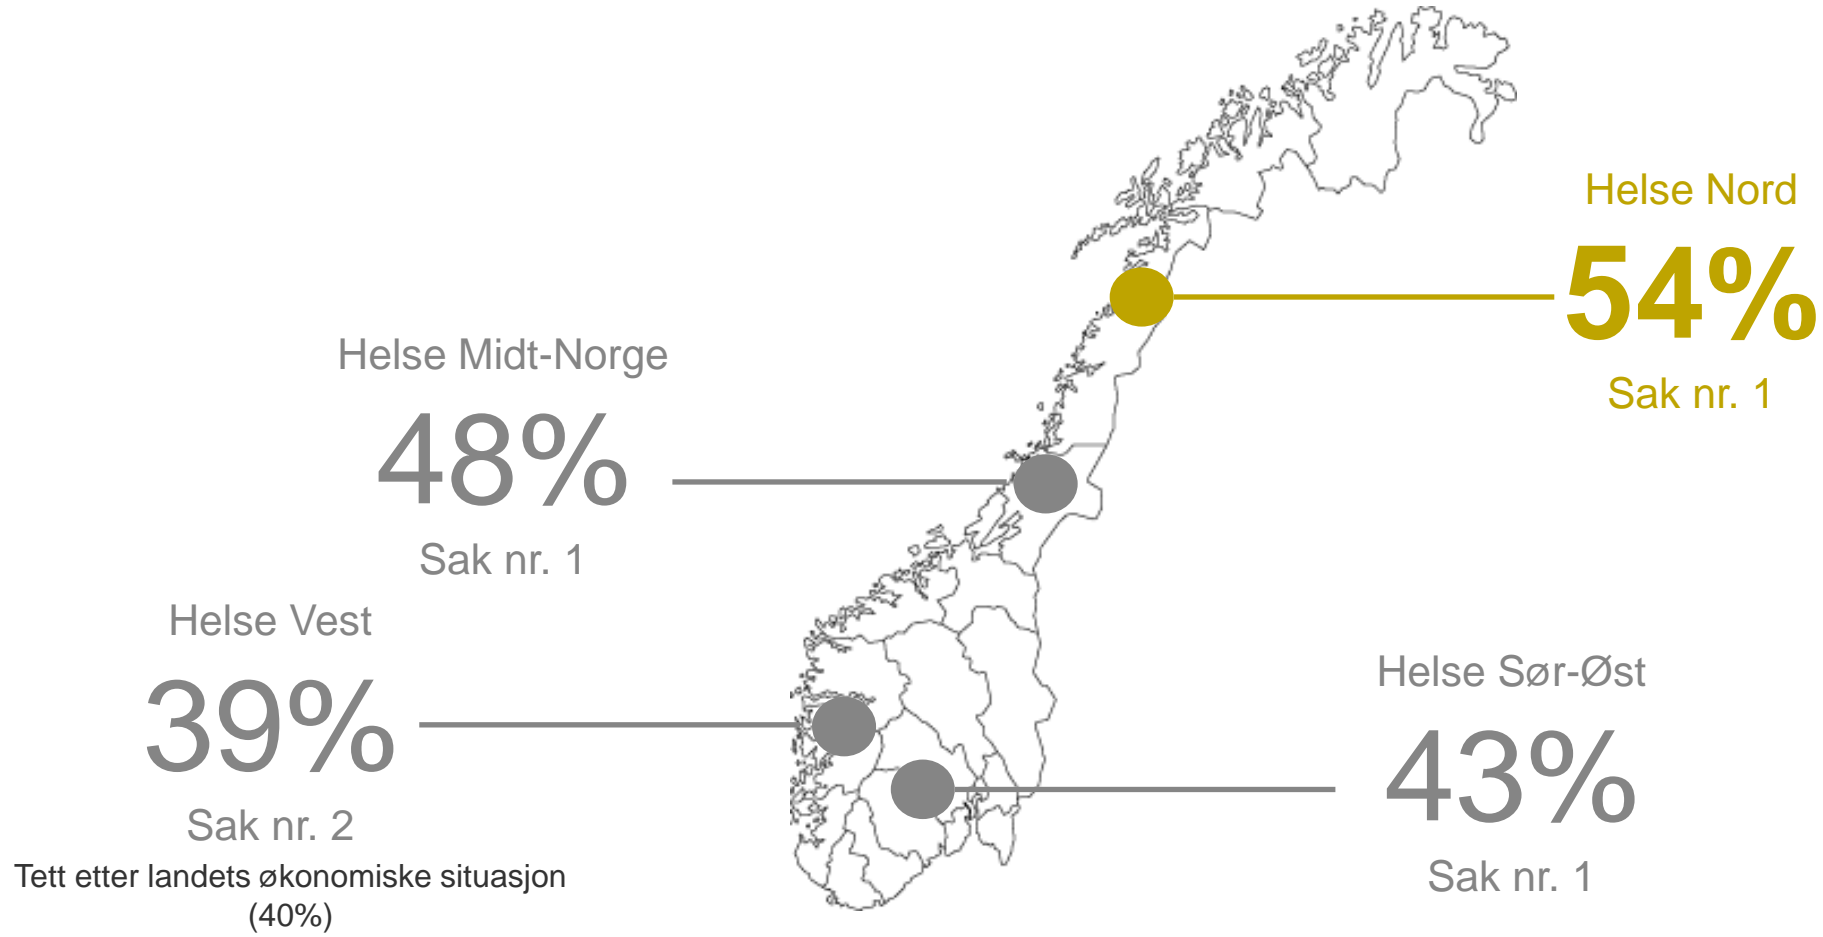 Helse Nord
54%
Sak nr. 1
Helse Midt-Norge
48%
Sak nr. 1
Helse Vest
39%
Sak nr. 2
Tett etter landets økonomiske situasjon
(40%)
Helse Sør-Øst
43%
Sak nr. 1